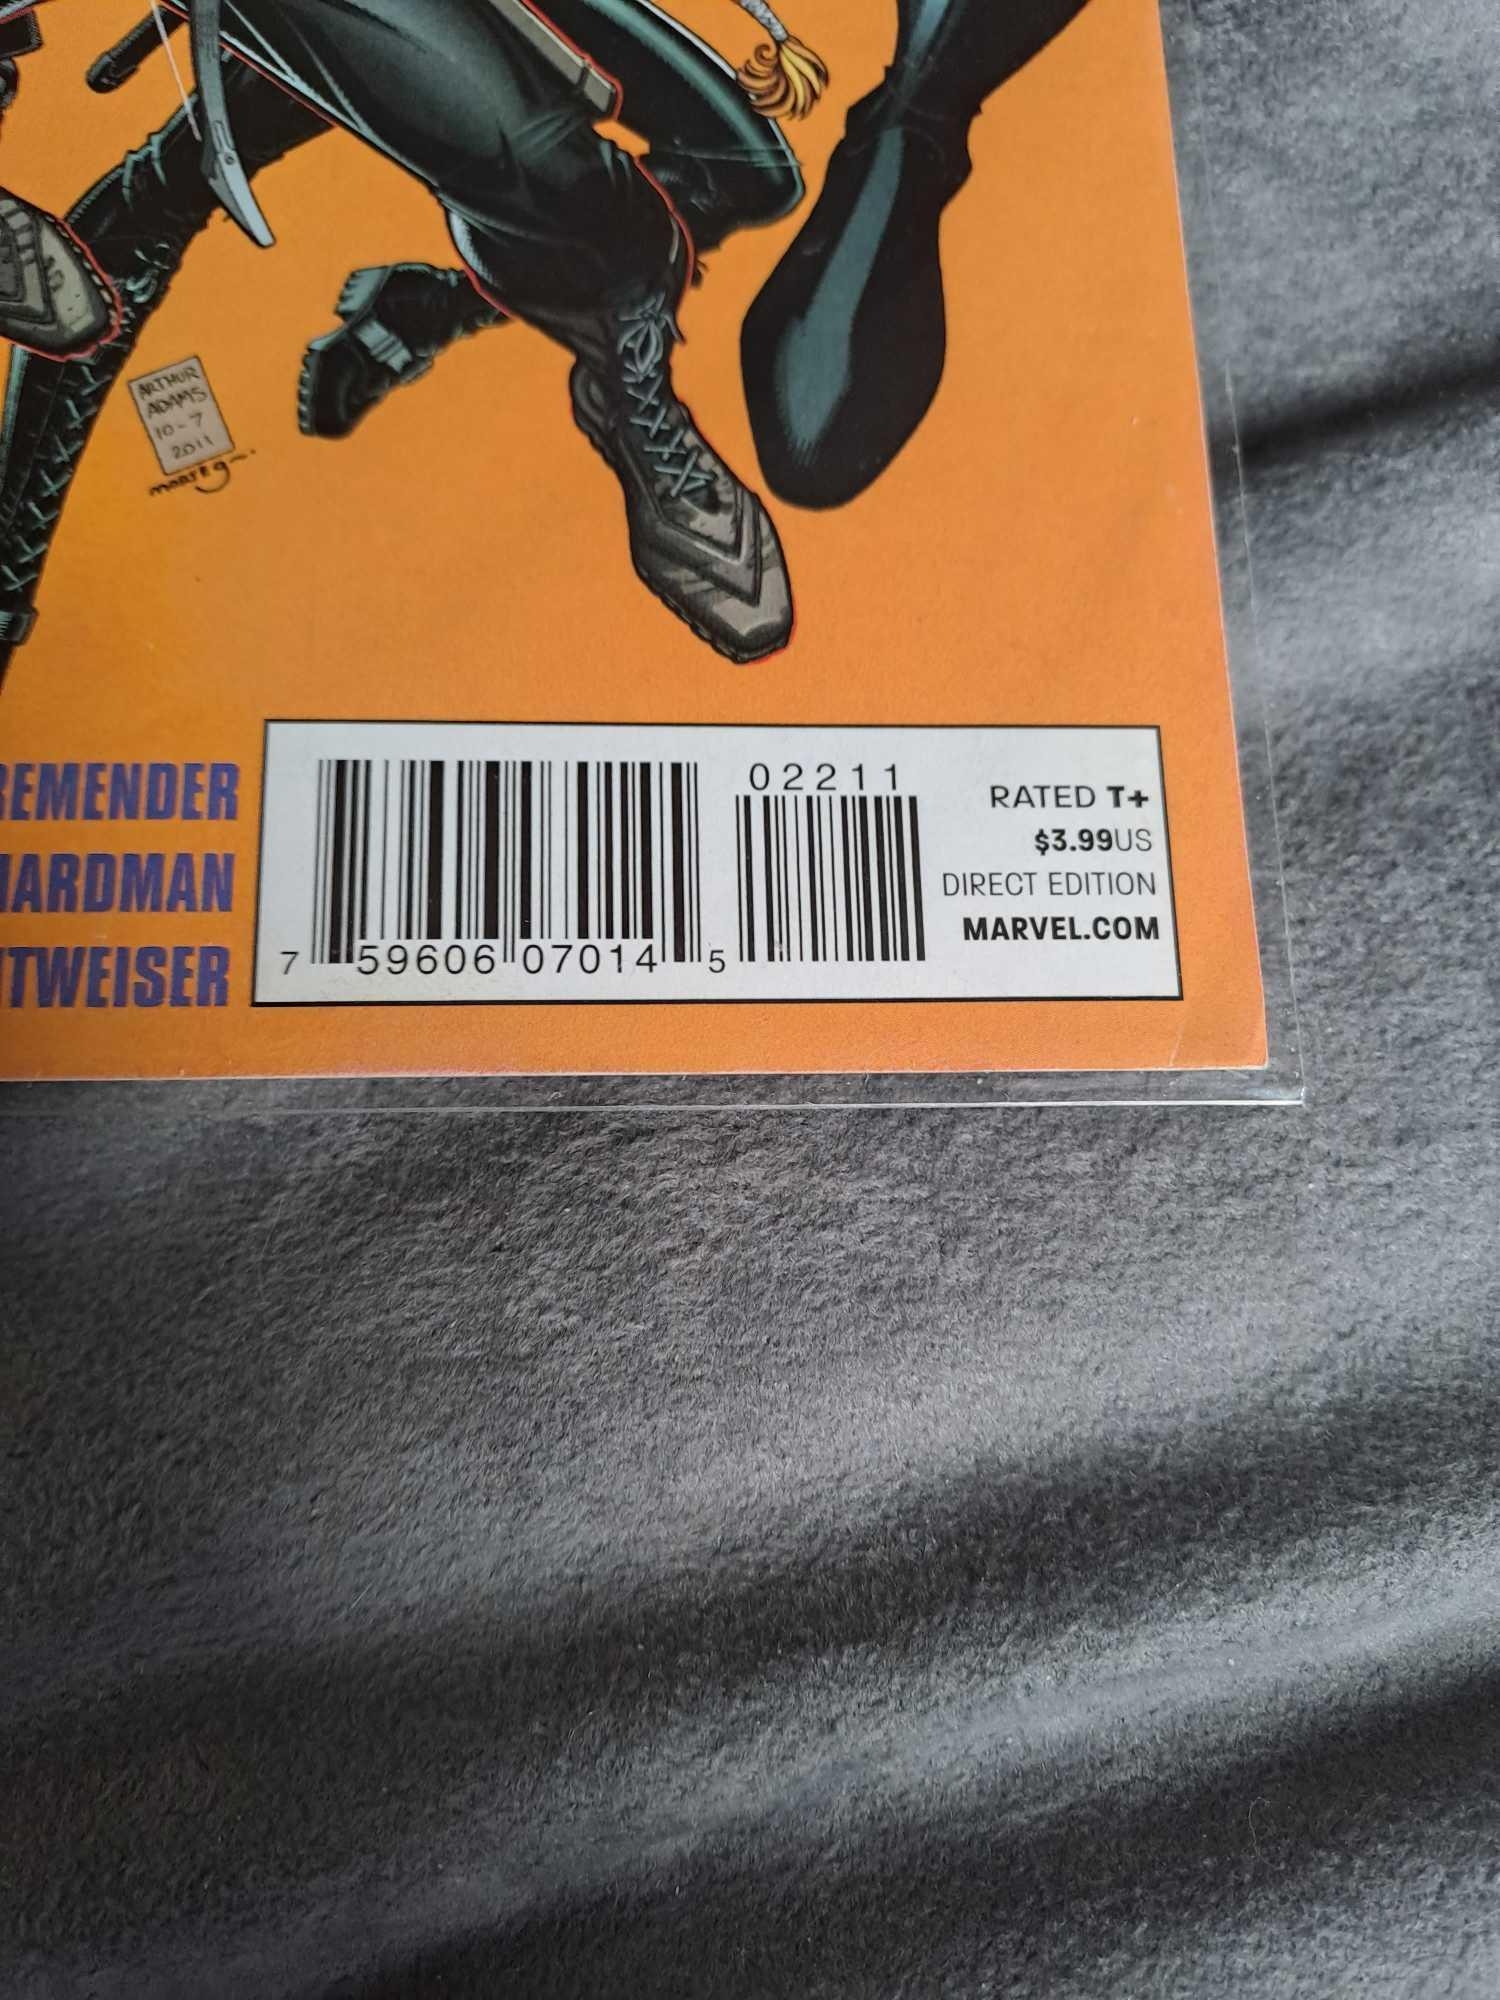 ARTHUR
ADAMS
10-7
2011
REMENDER
HARDMAN
TWEISER
02211
7 59606 07014 5
RATED T+
$3.99US
DIRECT EDITION
MARVEL.COM